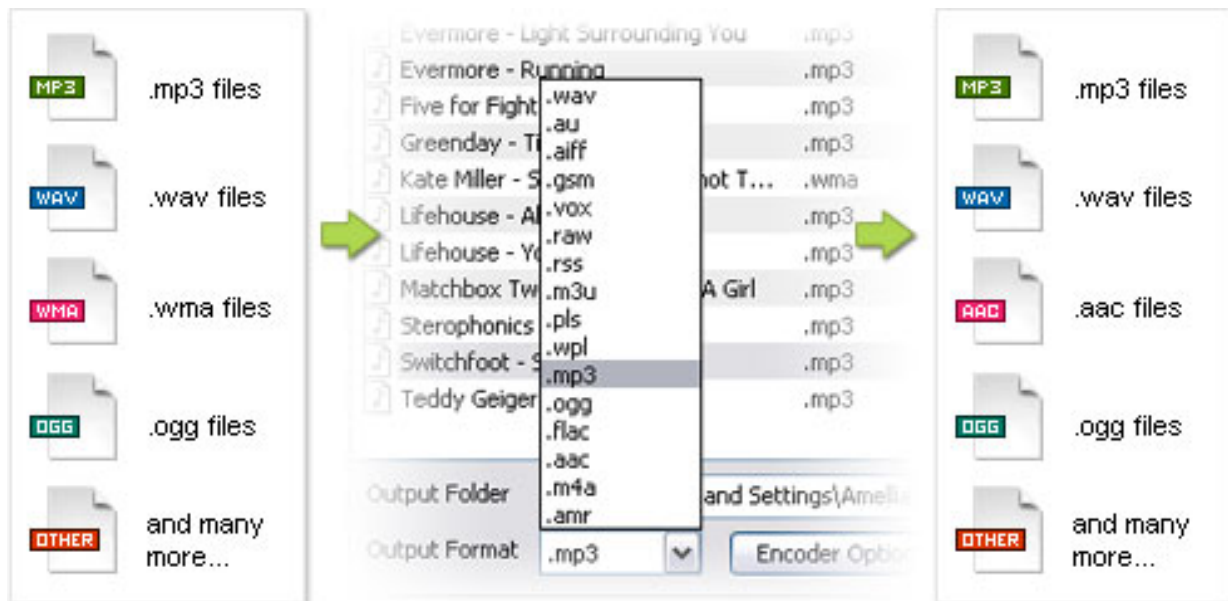 MP3
.mp3 files
WAV
.wav files
WMA
.wma files
OGG
.ogg files
OTHER
and many
more...
Evermore - Light Surrounding You .mp3
Evermore - Running .mp3
Five for Fight .mp3
Greenday - Ti .mp3
Kate Miller - S not T... .wma
Lifehouse - Al .mp3
Lifehouse - Yo .mp3
Matchbox Tw A Girl .mp3
Sterophonics .mp3
Switchfoot - S .mp3
Teddy Geiger .mp3
.wav
.au
.aiff
.gsm
.vox
.raw
.rss
.m3u
.pls
.wpl
.mp3
.ogg
.flac
.aac
.m4a
.amr
Output Folder and Settings\Amelia
Output Format .mp3 Encoder Optio
MP3
.mp3 files
WAV
.wav files
AAC
.aac files
OGG
.ogg files
OTHER
and many
more...